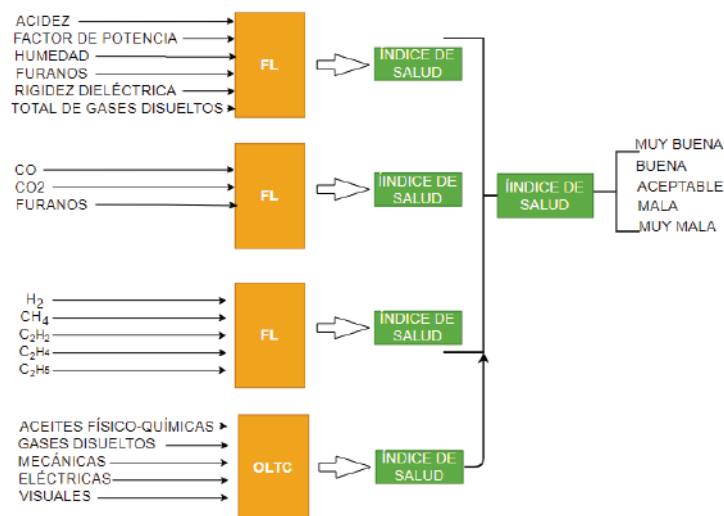 ACIDEZ
FACTOR DE POTENCIA
HUMEDAD
FURANOS
RIGIDEZ DIELÉCTRICA
TOTAL DE GASES DISUELTOS
FL
ÍNDICE DE
SALUD
CO
CO2
FURANOS
FL
ÍNDICE DE
SALUD
H2
CH4
C2H2
C2H4
C2H5
FL
ÍNDICE DE
SALUD
ACEITES FÍSICO-QUÍMICAS
GASES DISUELTOS
MECÁNICAS
ELÉCTRICAS
VISUALES
OLTC
ÍNDICE DE
SALUD
ÍNDICE DE
SALUD
MUY BUENA
BUENA
ACEPTABLE
MALA
MUY MALA